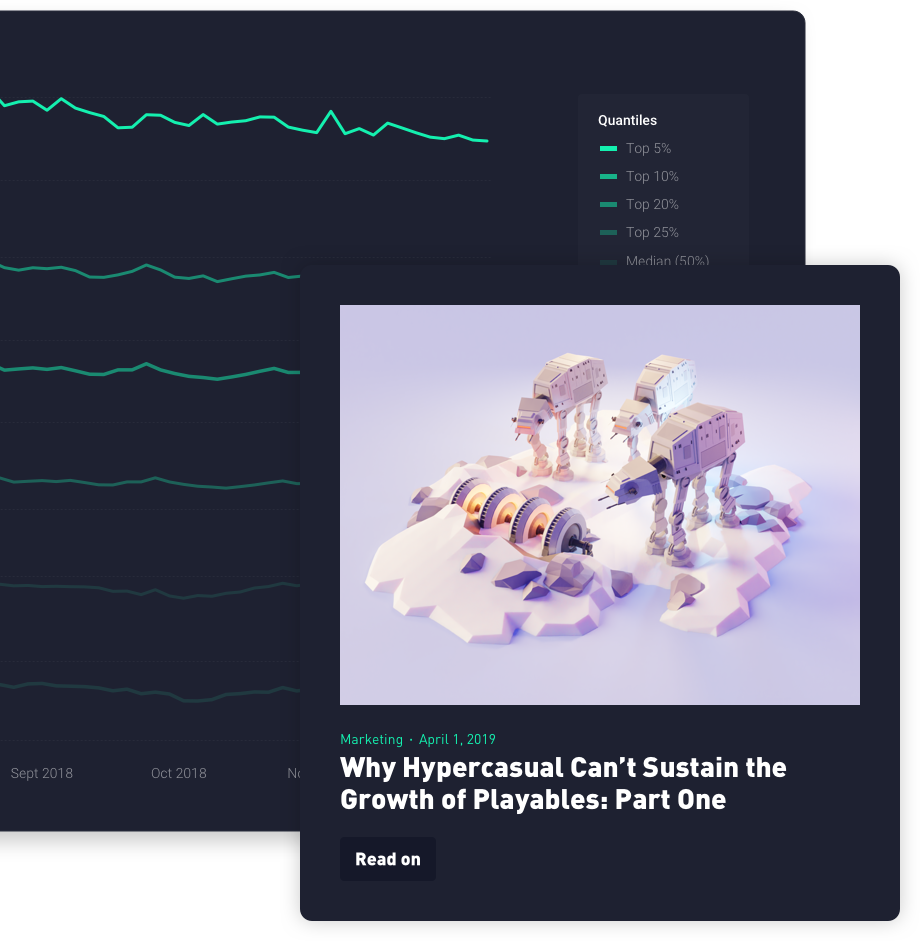 Quantiles
Top 5%
Top 10%
Top 20%
Top 25%
Median (50%)
Sept 2018
Oct 2018
Marketing · April 1, 2019
Why Hypercasual Can’t Sustain the
Growth of Playables: Part One
Read on